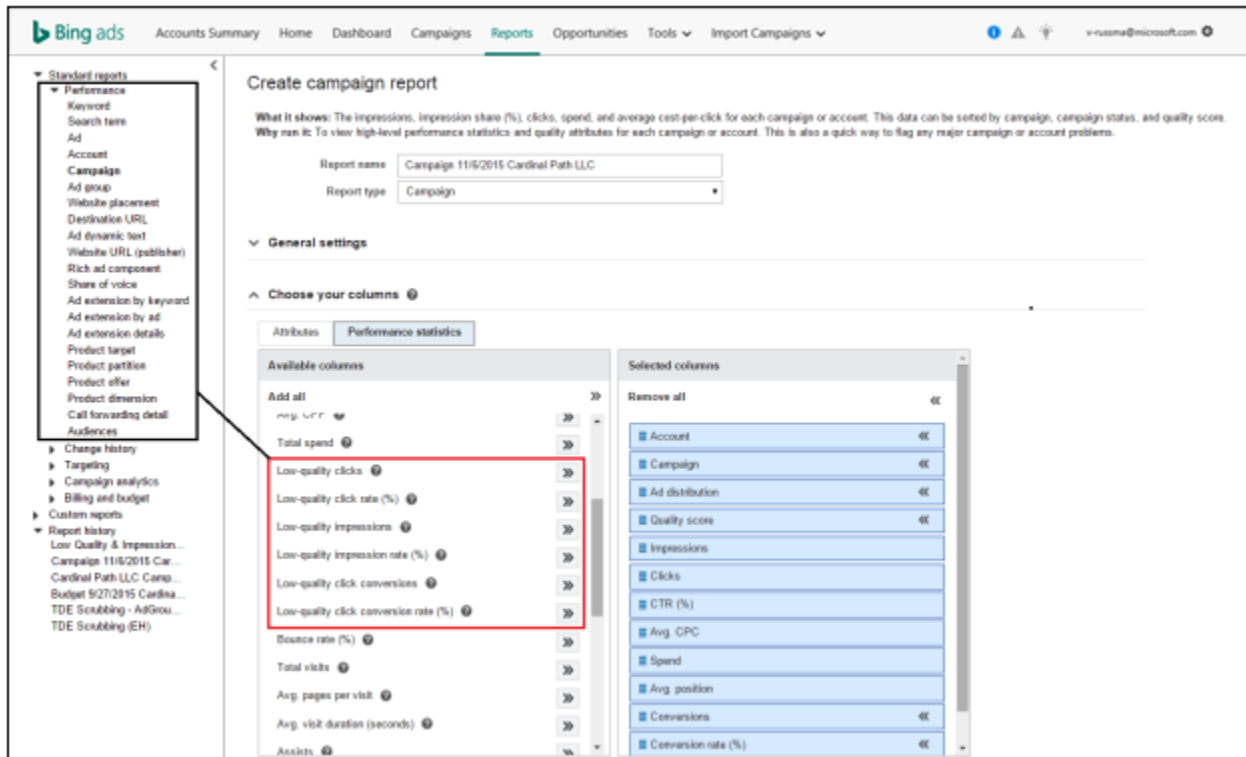 Bing ads
Accounts Summary Home Dashboard Campaigns Reports Opportunities Tools Import Campaigns v-russma@microsoft.com
Standard reports
Performance
Keyword
Search term
Ad
Account
Campaign
Ad group
Website placement
Destination URL
Ad dynamic text
Website URL (publisher)
Rich ad component
Share of voice
Ad extension by keyword
Ad extension by ad
Ad extension details
Product target
Product partition
Product offer
Product dimension
Call forwarding detail
Audiences
Change history
Targeting
Campaign analytics
Billing and budget
Custom reports
Report history
Low Quality & Impression...
Campaign 11/6/2015 Car...
Cardinal Path LLC Camp...
Budget 9/27/2015 Cardina...
TDE Scrubbing - AdGrou...
TDE Scrubbing (EH)
Create campaign report
What it shows: The impressions, impression share (%), clicks, spend, and average cost-per-click for each campaign or account. This data can be sorted by campaign, campaign status, and quality score.
Why run it: To view high-level performance statistics and quality attributes for each campaign or account. This is also a quick way to flag any major campaign or account problems.
Report name Campaign 11/6/2015 Cardinal Path LLC
Report type Campaign
General settings
Choose your columns
Attributes Performance statistics
Available columns
Add all
Avg. CPP
Total spend
Low-quality clicks
Low-quality click rate (%)
Low-quality impressions
Low-quality impression rate (%)
Low-quality click conversions
Low-quality click conversion rate (%)
Bounce rate (%)
Total visits
Avg. pages per visit
Avg. visit duration (seconds)
Assists
Selected columns
Remove all
Account
Campaign
Ad distribution
Quality score
Impressions
Clicks
CTR (%)
Avg. CPC
Spend
Avg. position
Conversions
Conversion rate (%)